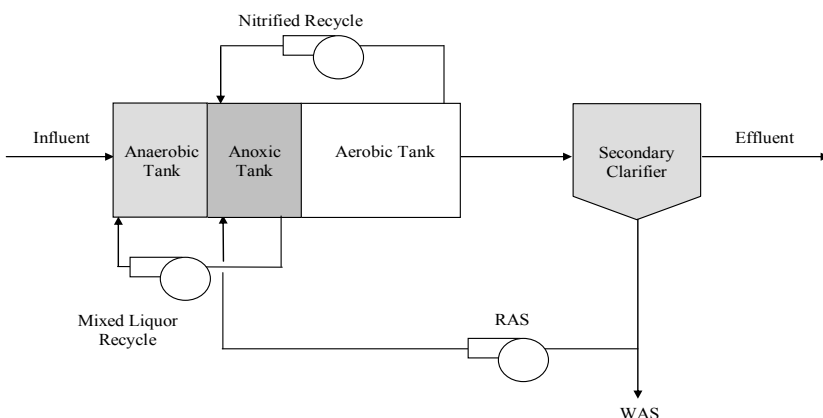 Nitrified Recycle
Influent
Anaerobic
Tank
Anoxic
Tank
Aerobic Tank
Secondary
Clarifier
Effluent
Mixed Liquor
Recycle
RAS
WAS